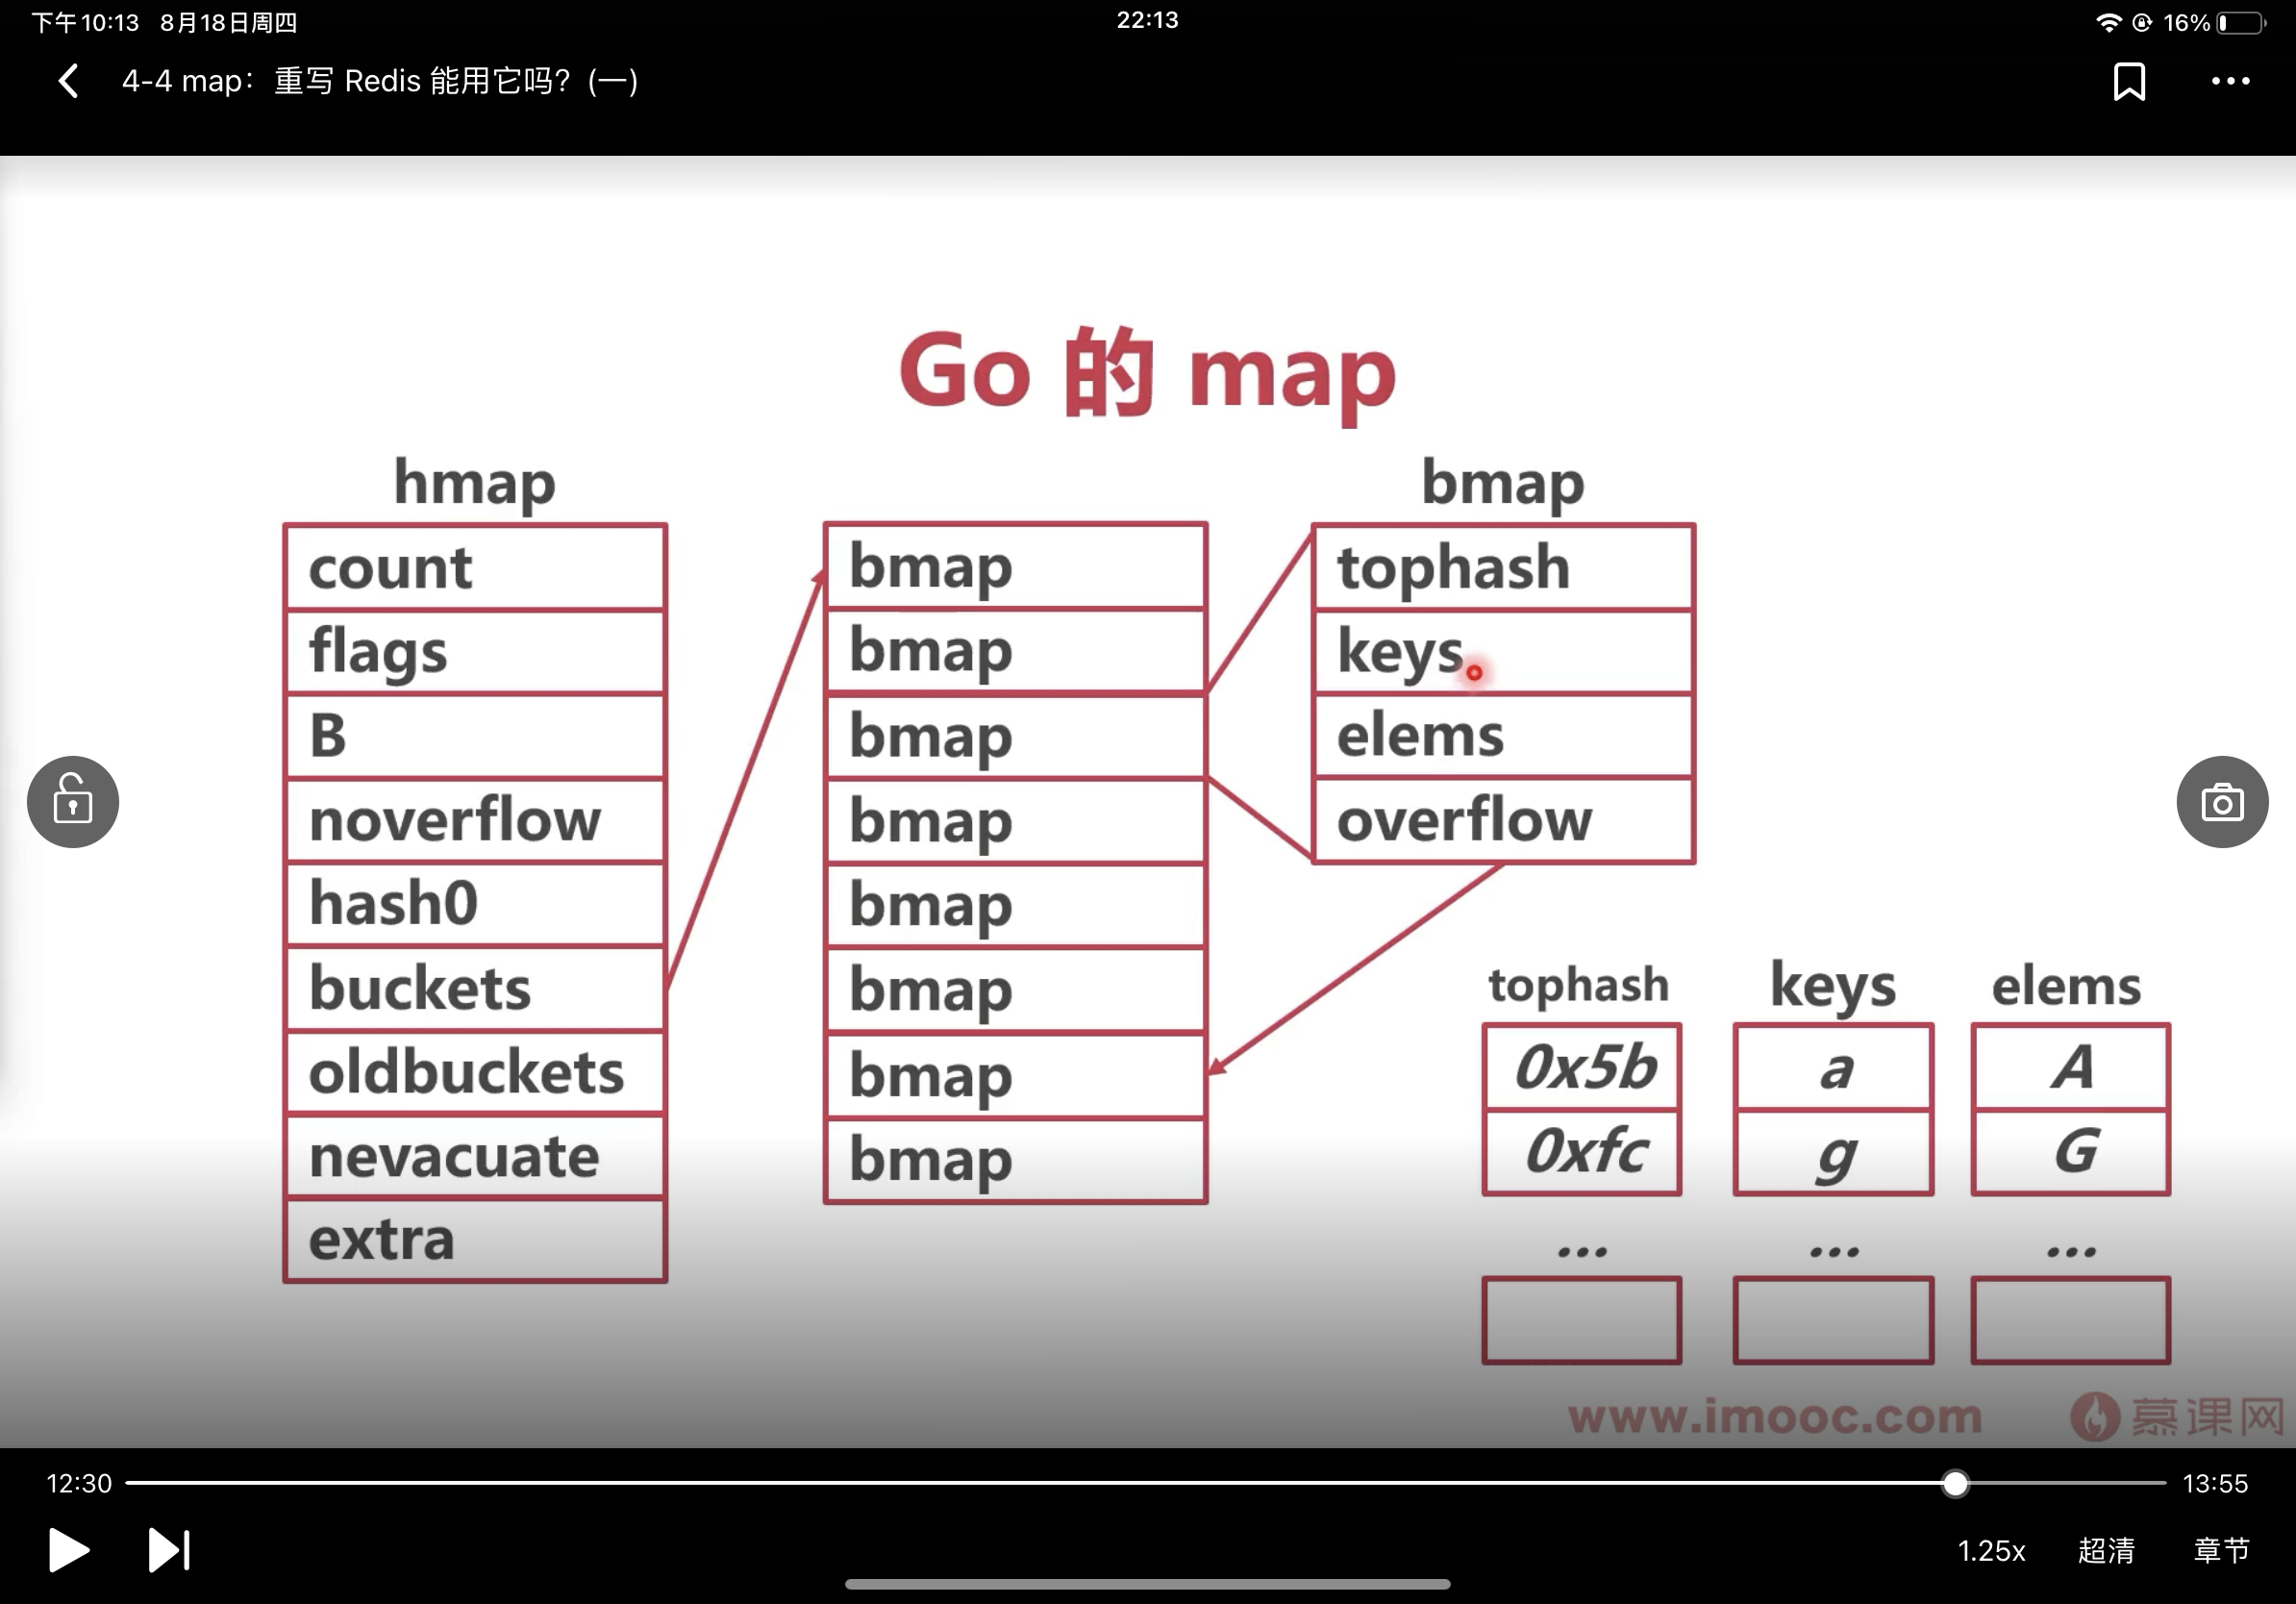 下午10:13 8月18日周四
22:13
16%
4-4 map：重写 Redis 能用它吗？(一)
Go 的 map
hmap
count
flags
B
noverflow
hash0
buckets
oldbuckets
nevacuate
extra
bmap
bmap
bmap
bmap
bmap
bmap
bmap
bmap
bmap
tophash
keys
elems
overflow
tophash keys elems
0x5b a A
0xfc g G
... ... ...
www.imooc.com 慕课网
12:30
13:55
1.25x 超清 章节